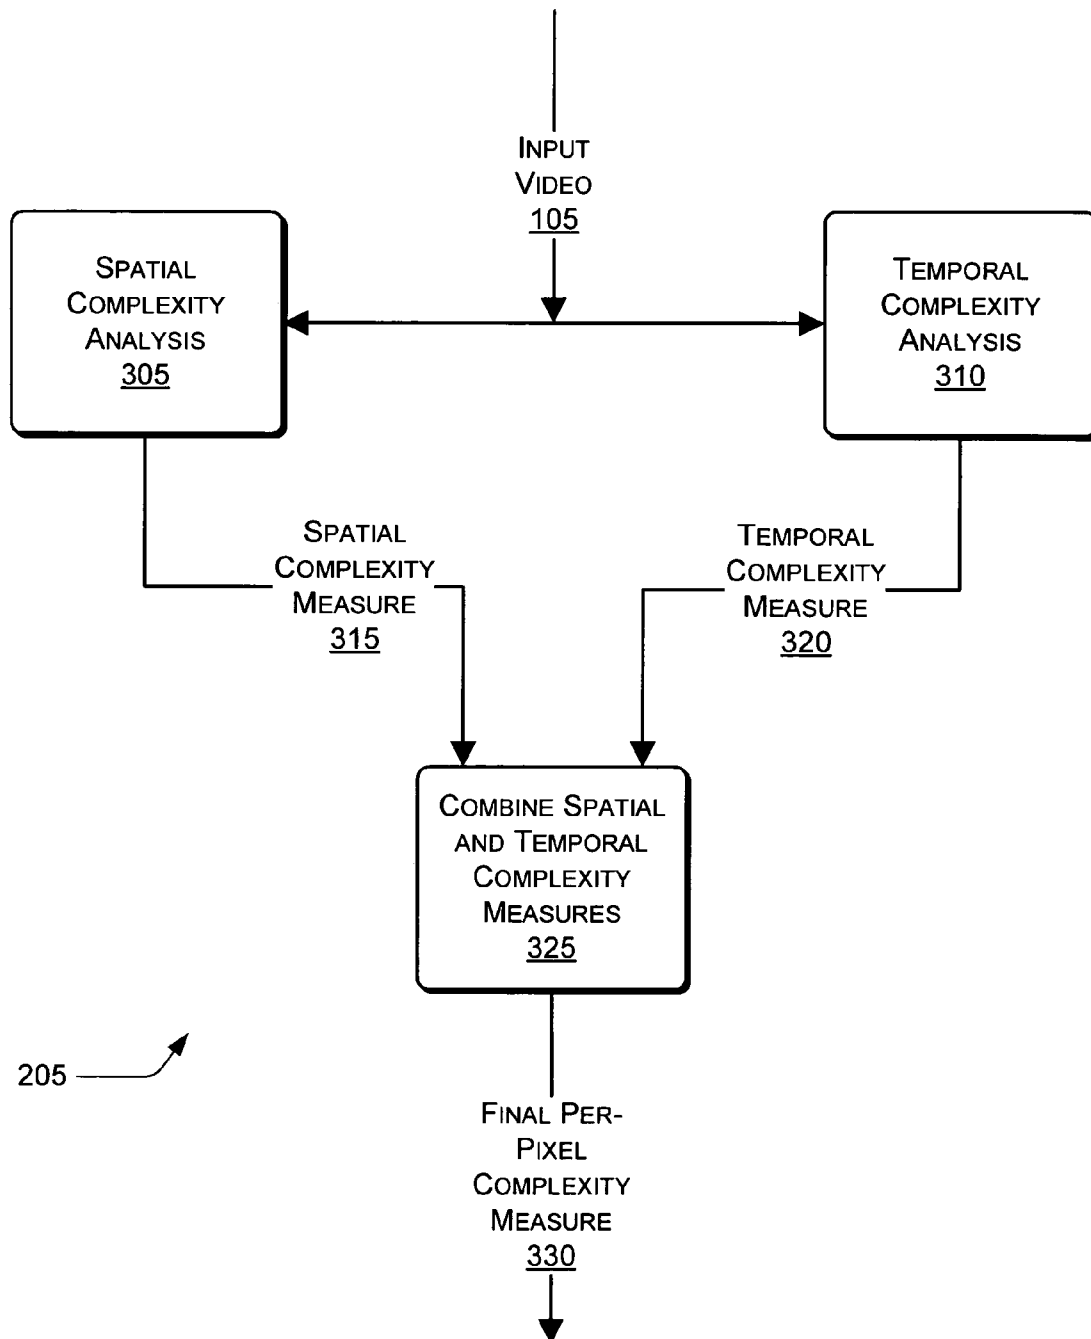 INPUT
VIDEO
105
SPATIAL
COMPLEXITY
ANALYSIS
305
TEMPORAL
COMPLEXITY
ANALYSIS
310
SPATIAL
COMPLEXITY
MEASURE
315
TEMPORAL
COMPLEXITY
MEASURE
320
COMBINE SPATIAL
AND TEMPORAL
COMPLEXITY
MEASURES
325
205
FINAL PER-
PIXEL
COMPLEXITY
MEASURE
330